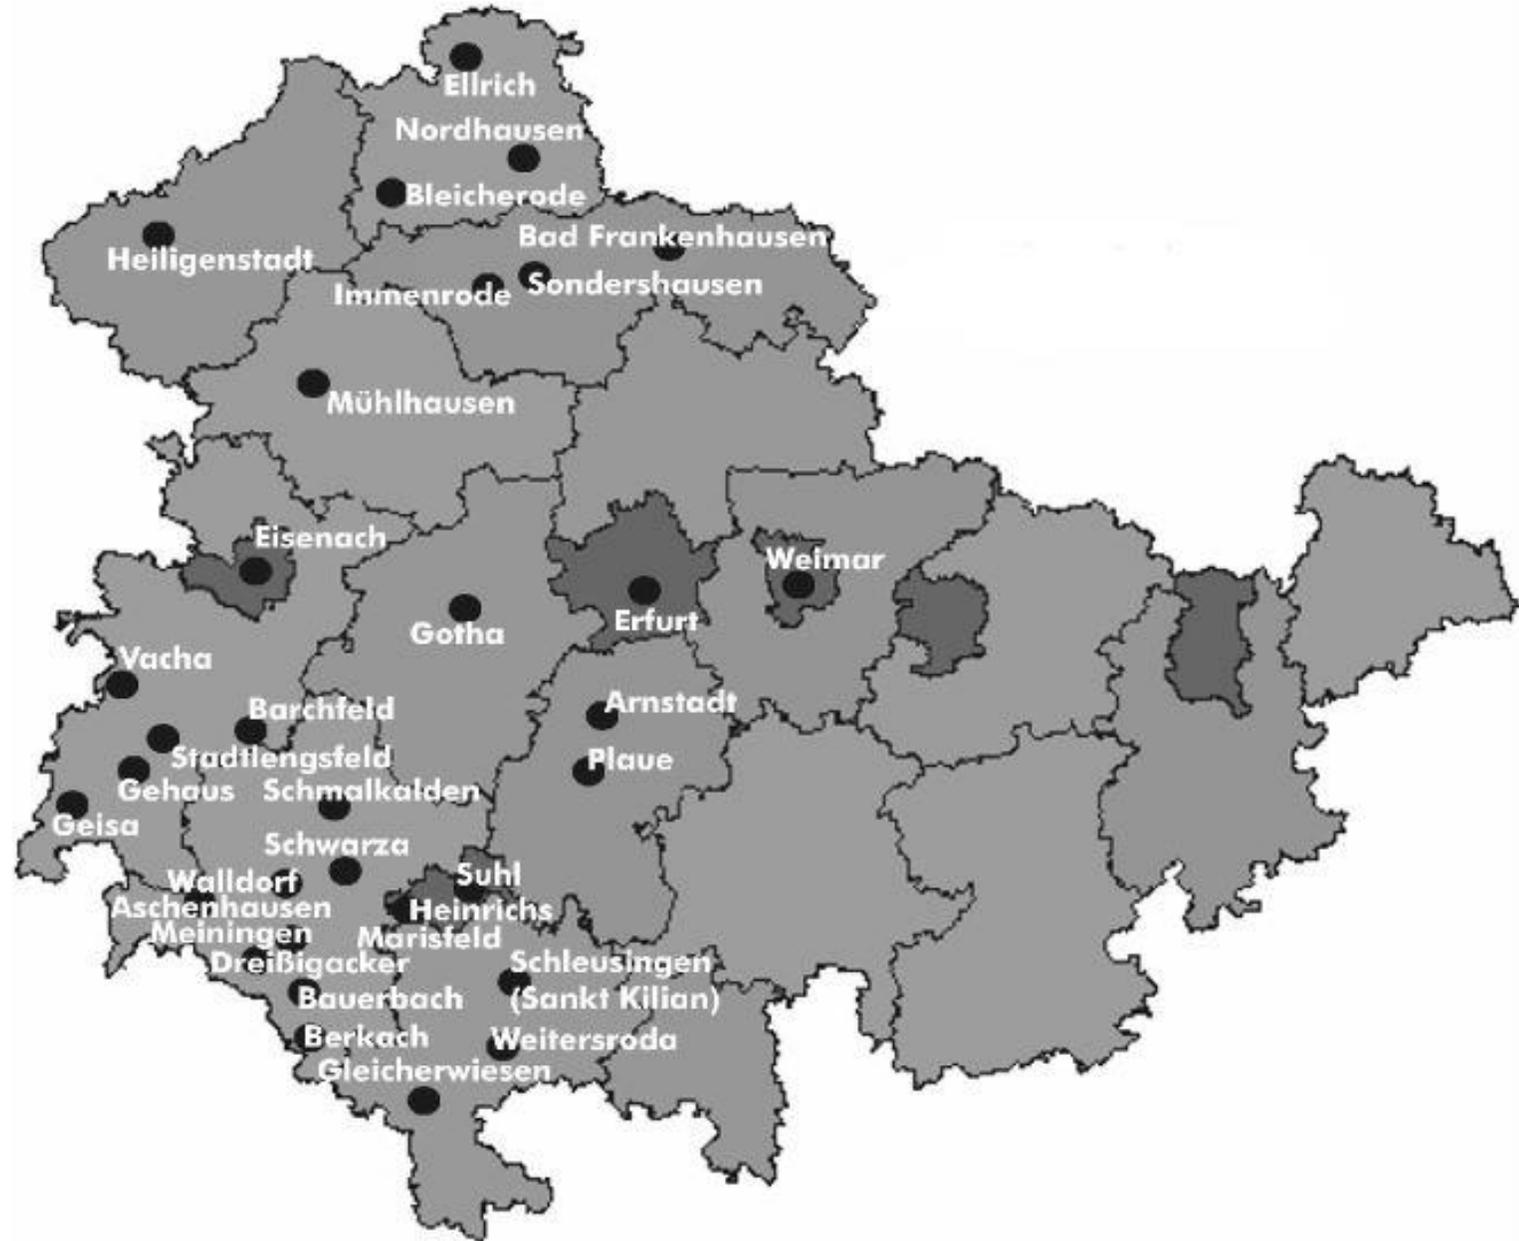 Ellrich
Nordhausen
Bleicherode
Bad Frankenhausen
Heiligenstadt
Immenrode
Sondershausen
Mühlhausen
Eisenach
Weimar
Erfurt
Gotha
Vacha
Arnstadt
Barchfeld
Stadtlengsfeld
Plaue
Gehaus
Schmalkalden
Geisa
Schwarza
Suhl
Walldorf
Aschenhausen
Heinrichs
Meiningen
Marisfeld
Dreißigacker
Schleusingen
(Sankt Kilian)
Bauerbach
Berkach
Weitersroda
Gleicherwiesen